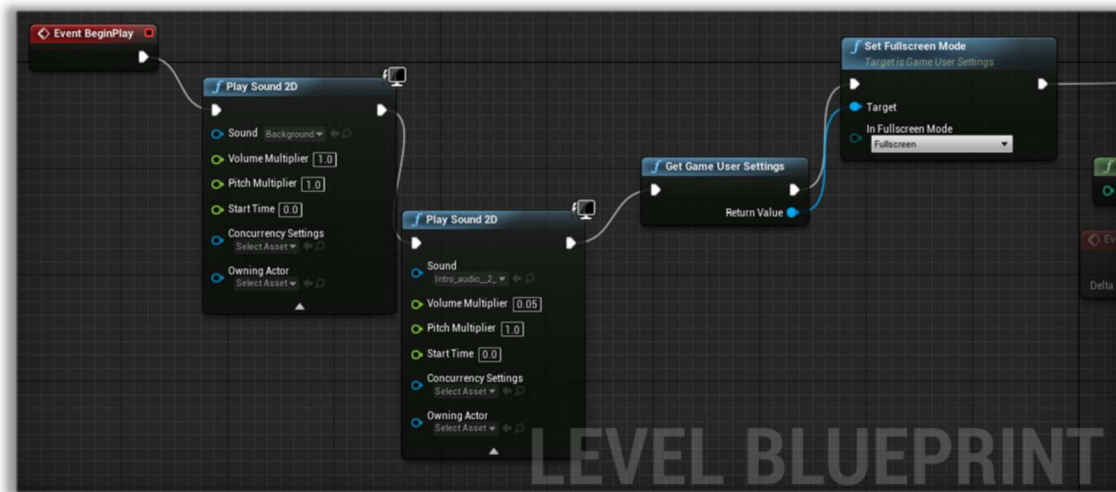 Event BeginPlay
Play Sound 2D
Sound Background
Volume Multiplier 1.0
Pitch Multiplier 1.0
Start Time 0.0
Concurrency Settings
Select Asset
Owning Actor
Select Asset
Play Sound 2D
Sound
Intro_audio__2_
Volume Multiplier 0.05
Pitch Multiplier 1.0
Start Time 0.0
Concurrency Settings
Select Asset
Owning Actor
Select Asset
Get Game User Settings
Return Value
Set Fullscreen Mode
Target is Game User Settings
Target
In Fullscreen Mode
Fullscreen
Delta
LEVEL BLUEPRINT